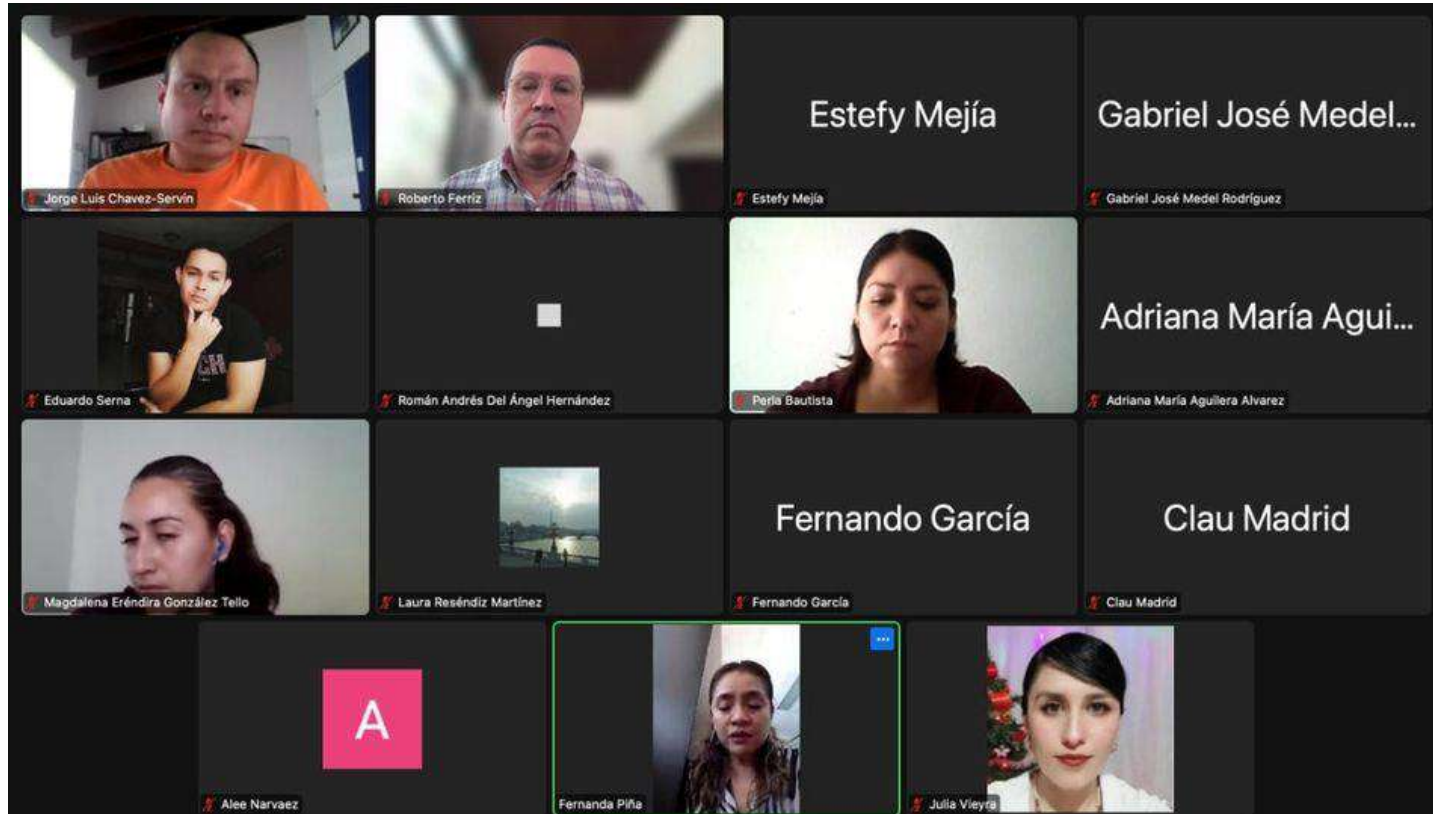 Jorge Luis Chavez-Servín
Roberto Ferriz
Estefy Mejía
Estefy Mejía
Gabriel José Medel...
Gabriel José Medel Rodríguez
Eduardo Serna
CH
Román Andrés Del Ángel Hernández
Perla Bautista
Adriana María Agui...
Adriana María Aguilera Alvarez
Magdalena Eréndira González Tello
Laura Reséndiz Martínez
Fernando García
Fernando García
Clau Madrid
Clau Madrid
A
Alee Narvaez
Fernanda Piña
Julia Vieyra